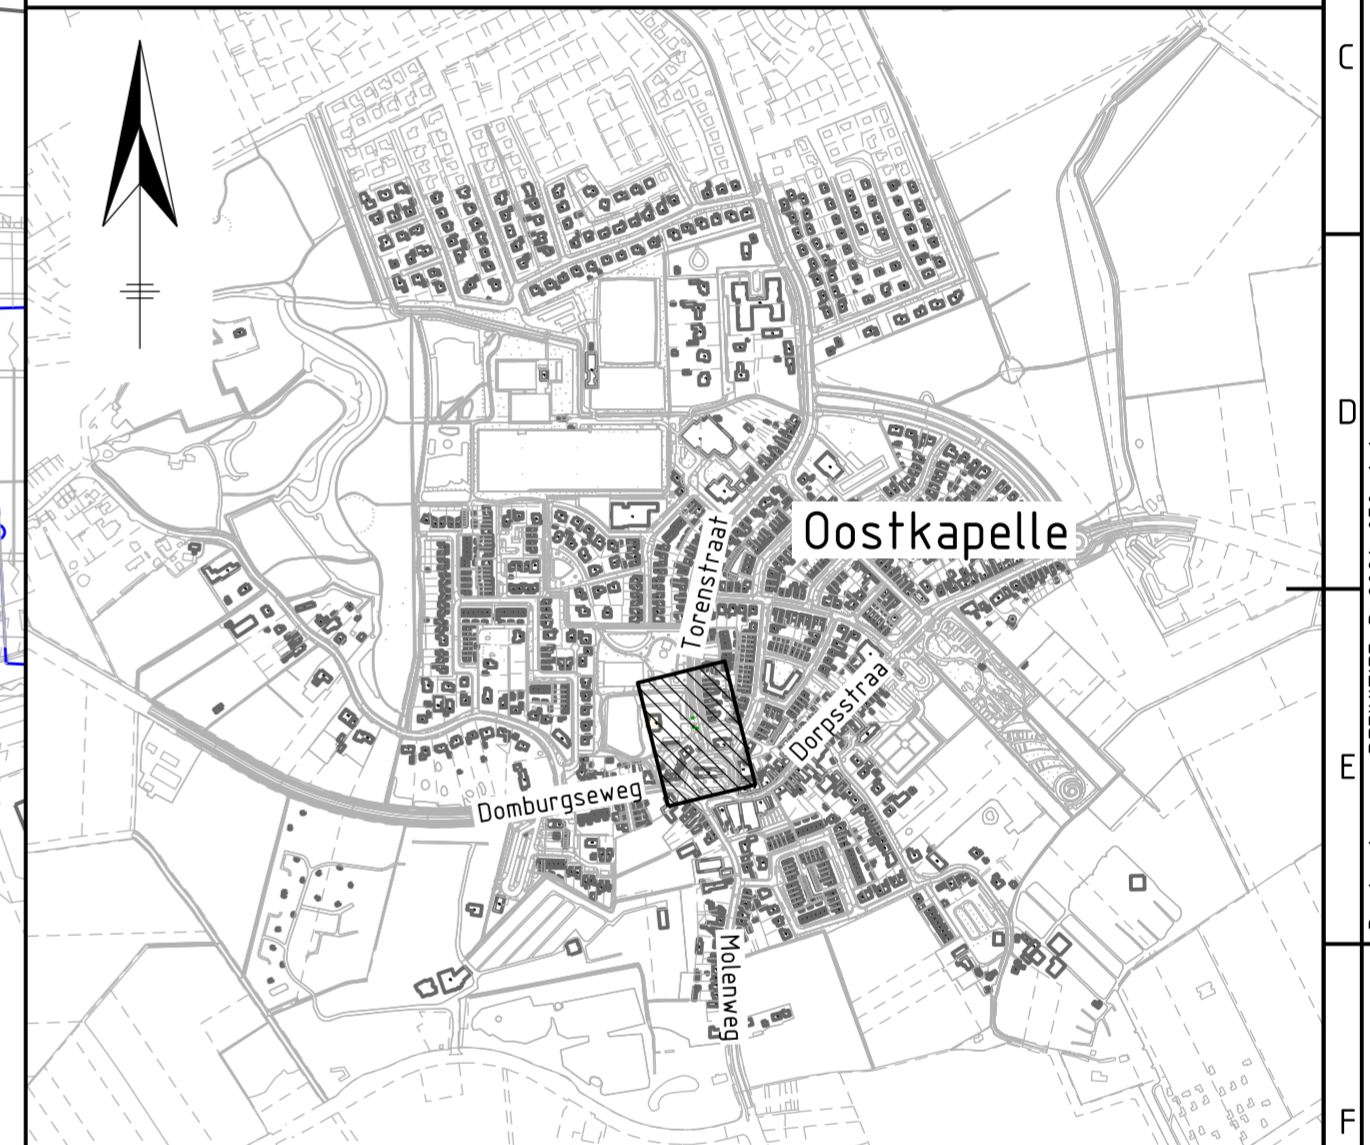 C
D
Oostkapelle
Torenstraat
Dorpsstraa
E
Domburgseweg
Molenweg
F